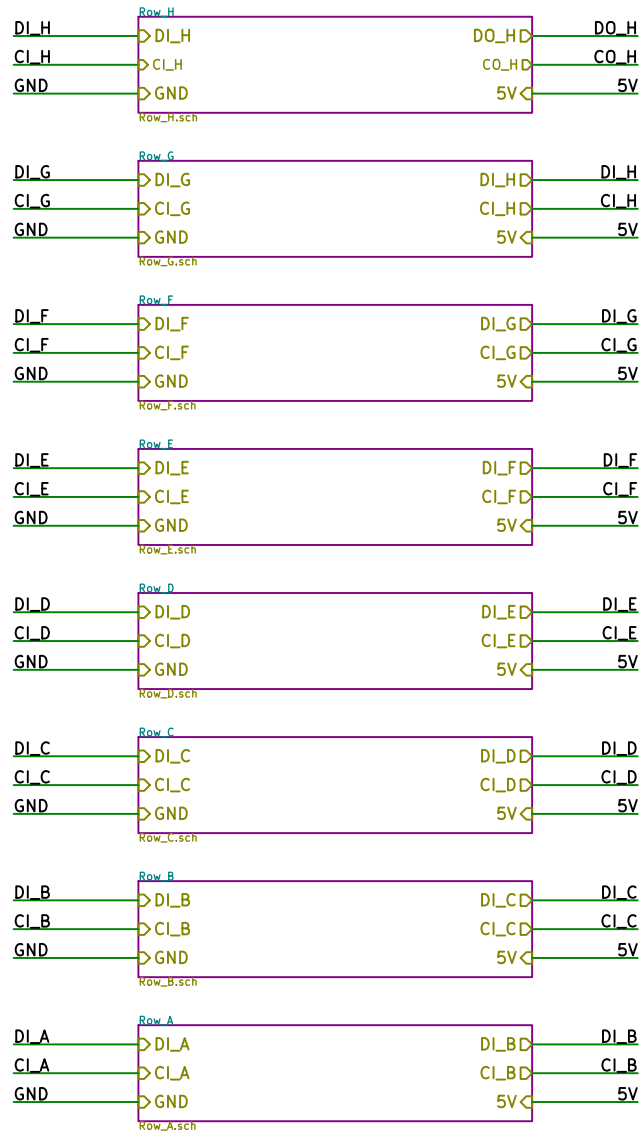 Row_H
DI_H DI_H DO_H DO_H
CI_H CI_H CO_H CO_H
GND GND 5V 5V
Row_H.sch
Row_G
DI_G DI_G DI_H DI_H
CI_G CI_G CI_H CI_H
GND GND 5V 5V
Row_G.sch
Row_F
DI_F DI_F DI_G DI_G
CI_F CI_F CI_G CI_G
GND GND 5V 5V
Row_F.sch
Row_E
DI_E DI_E DI_F DI_F
CI_E CI_E CI_F CI_F
GND GND 5V 5V
Row_E.sch
Row_D
DI_D DI_D DI_E DI_E
CI_D CI_D CI_E CI_E
GND GND 5V 5V
Row_D.sch
Row_C
DI_C DI_C DI_D DI_D
CI_C CI_C CI_D CI_D
GND GND 5V 5V
Row_C.sch
Row_B
DI_B DI_B DI_C DI_C
CI_B CI_B CI_C CI_C
GND GND 5V 5V
Row_B.sch
Row_A
DI_A DI_A DI_B DI_B
CI_A CI_A CI_B CI_B
GND GND 5V 5V
Row_A.sch